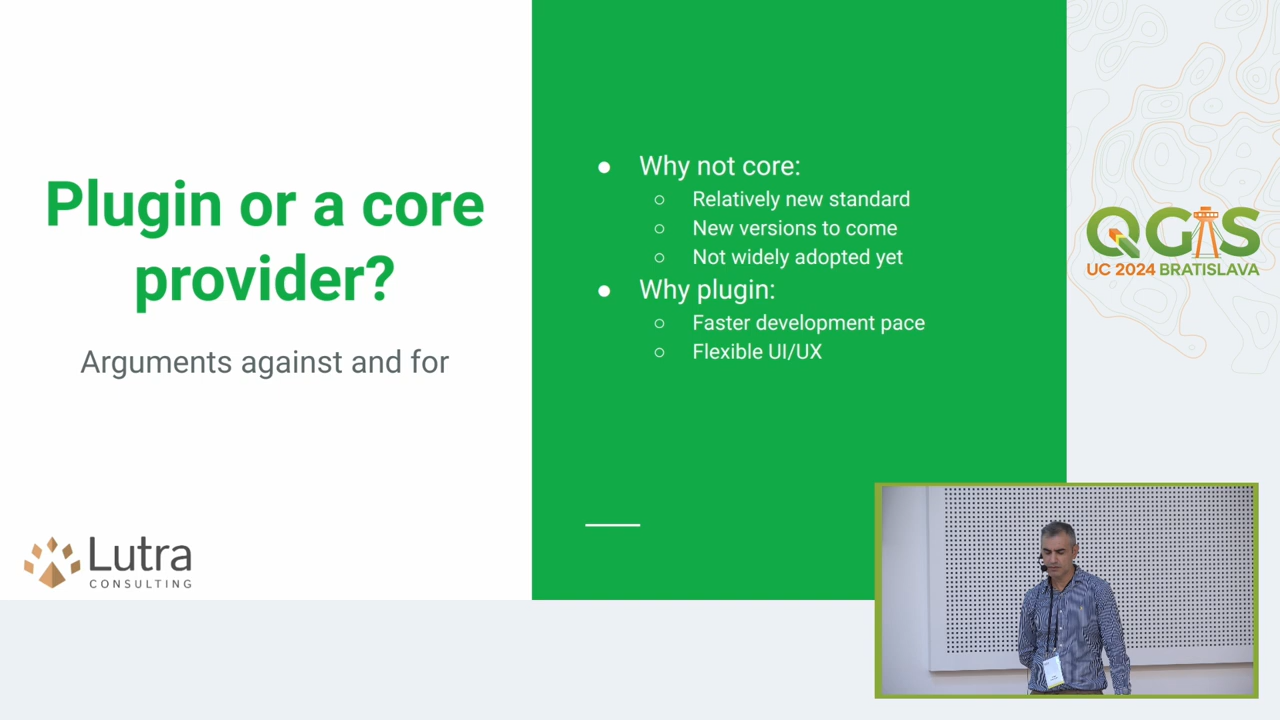 Plugin or a core
provider?
Arguments against and for
Lutra
CONSULTING
● Why not core:
○ Relatively new standard
○ New versions to come
○ Not widely adopted yet
● Why plugin:
○ Faster development pace
○ Flexible UI/UX
QGIS
UC 2024 BRATISLAVA